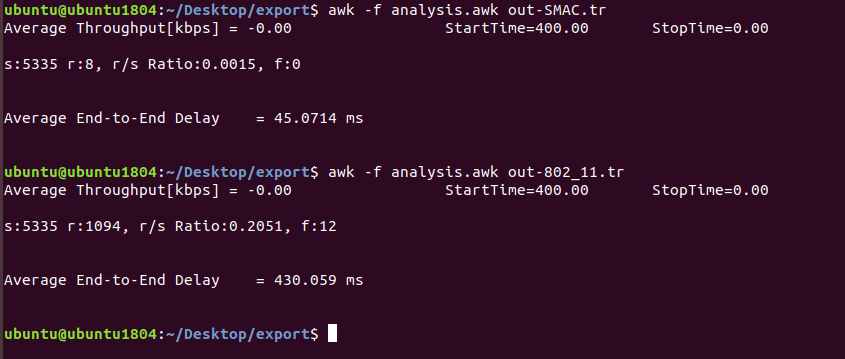 ubuntu@ubuntu1804:~/Desktop/export$ awk -f analysis.awk out-SMAC.tr
Average Throughput[kbps] = -0.00                 StartTime=400.00       StopTime=0.00
s:5335 r:8, r/s Ratio:0.0015, f:0
Average End-to-End Delay    = 45.0714 ms
ubuntu@ubuntu1804:~/Desktop/export$ awk -f analysis.awk out-802_11.tr
Average Throughput[kbps] = -0.00                 StartTime=400.00       StopTime=0.00
s:5335 r:1094, r/s Ratio:0.2051, f:12
Average End-to-End Delay    = 430.059 ms
ubuntu@ubuntu1804:~/Desktop/export$